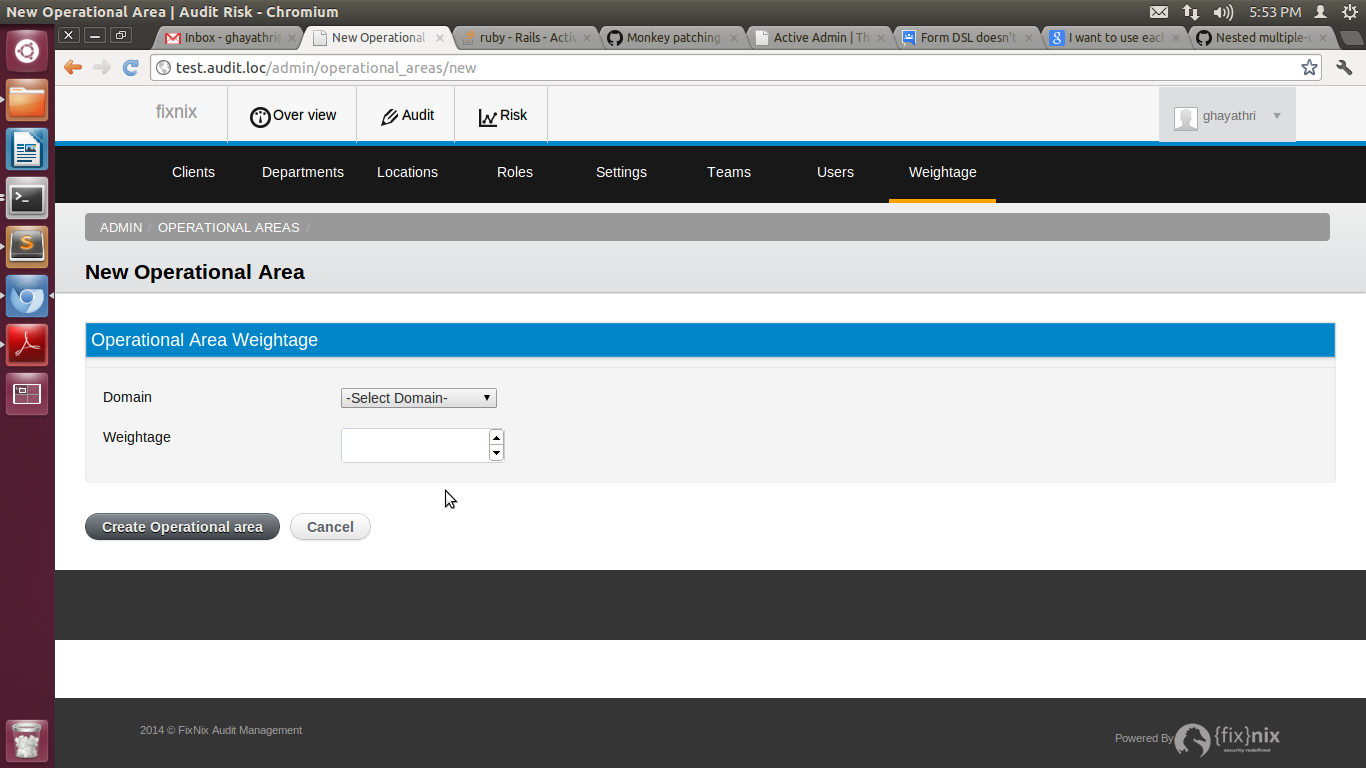 New Operational Area | Audit Risk - Chromium
5:53 PM
Inbox - ghayathri
New Operational
ruby - Rails - Activ
Monkey patching
Active Admin | Th
Form DSL doesn't
I want to use each
Nested multiple-
test.audit.loc/admin/operational_areas/new
fixnix
Over view
Audit
Risk
ghayathri
Clients
Departments
Locations
Roles
Settings
Teams
Users
Weightage
ADMIN / OPERATIONAL AREAS /
New Operational Area
Operational Area Weightage
Domain
-Select Domain-
Weightage
Create Operational area
Cancel
2014 © FixNix Audit Management
Powered By
{fix}nix
security redefined